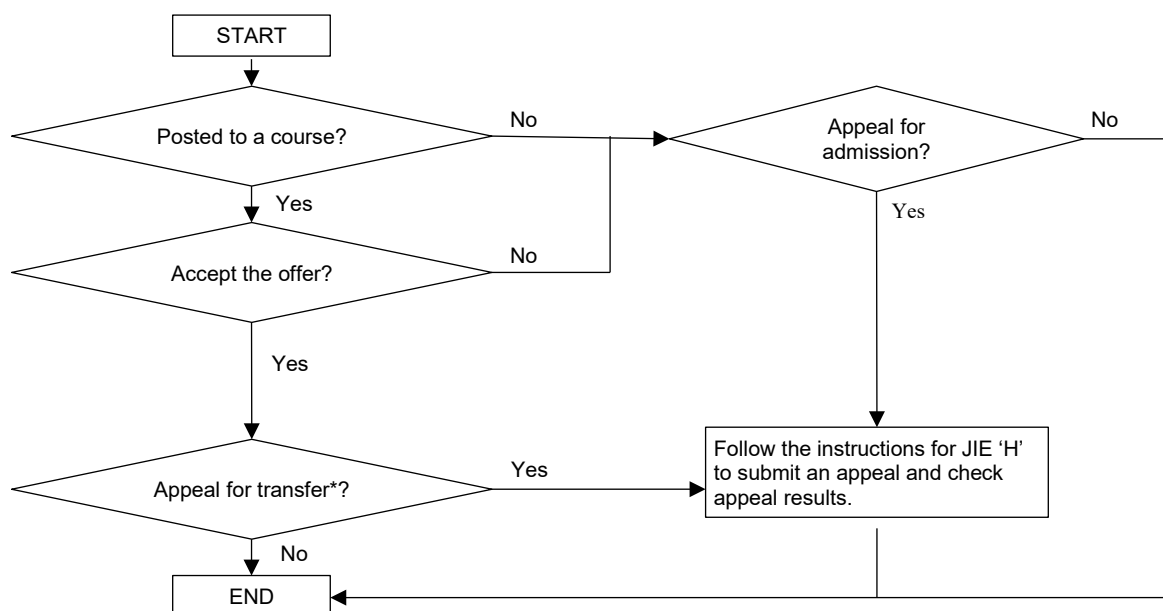 START
Posted to a course?
No
Appeal for
admission?
No
Yes
Yes
Accept the offer?
No
Yes
Appeal for transfer*?
Yes
Follow the instructions for JIE ‘H’
to submit an appeal and check
appeal results.
No
END